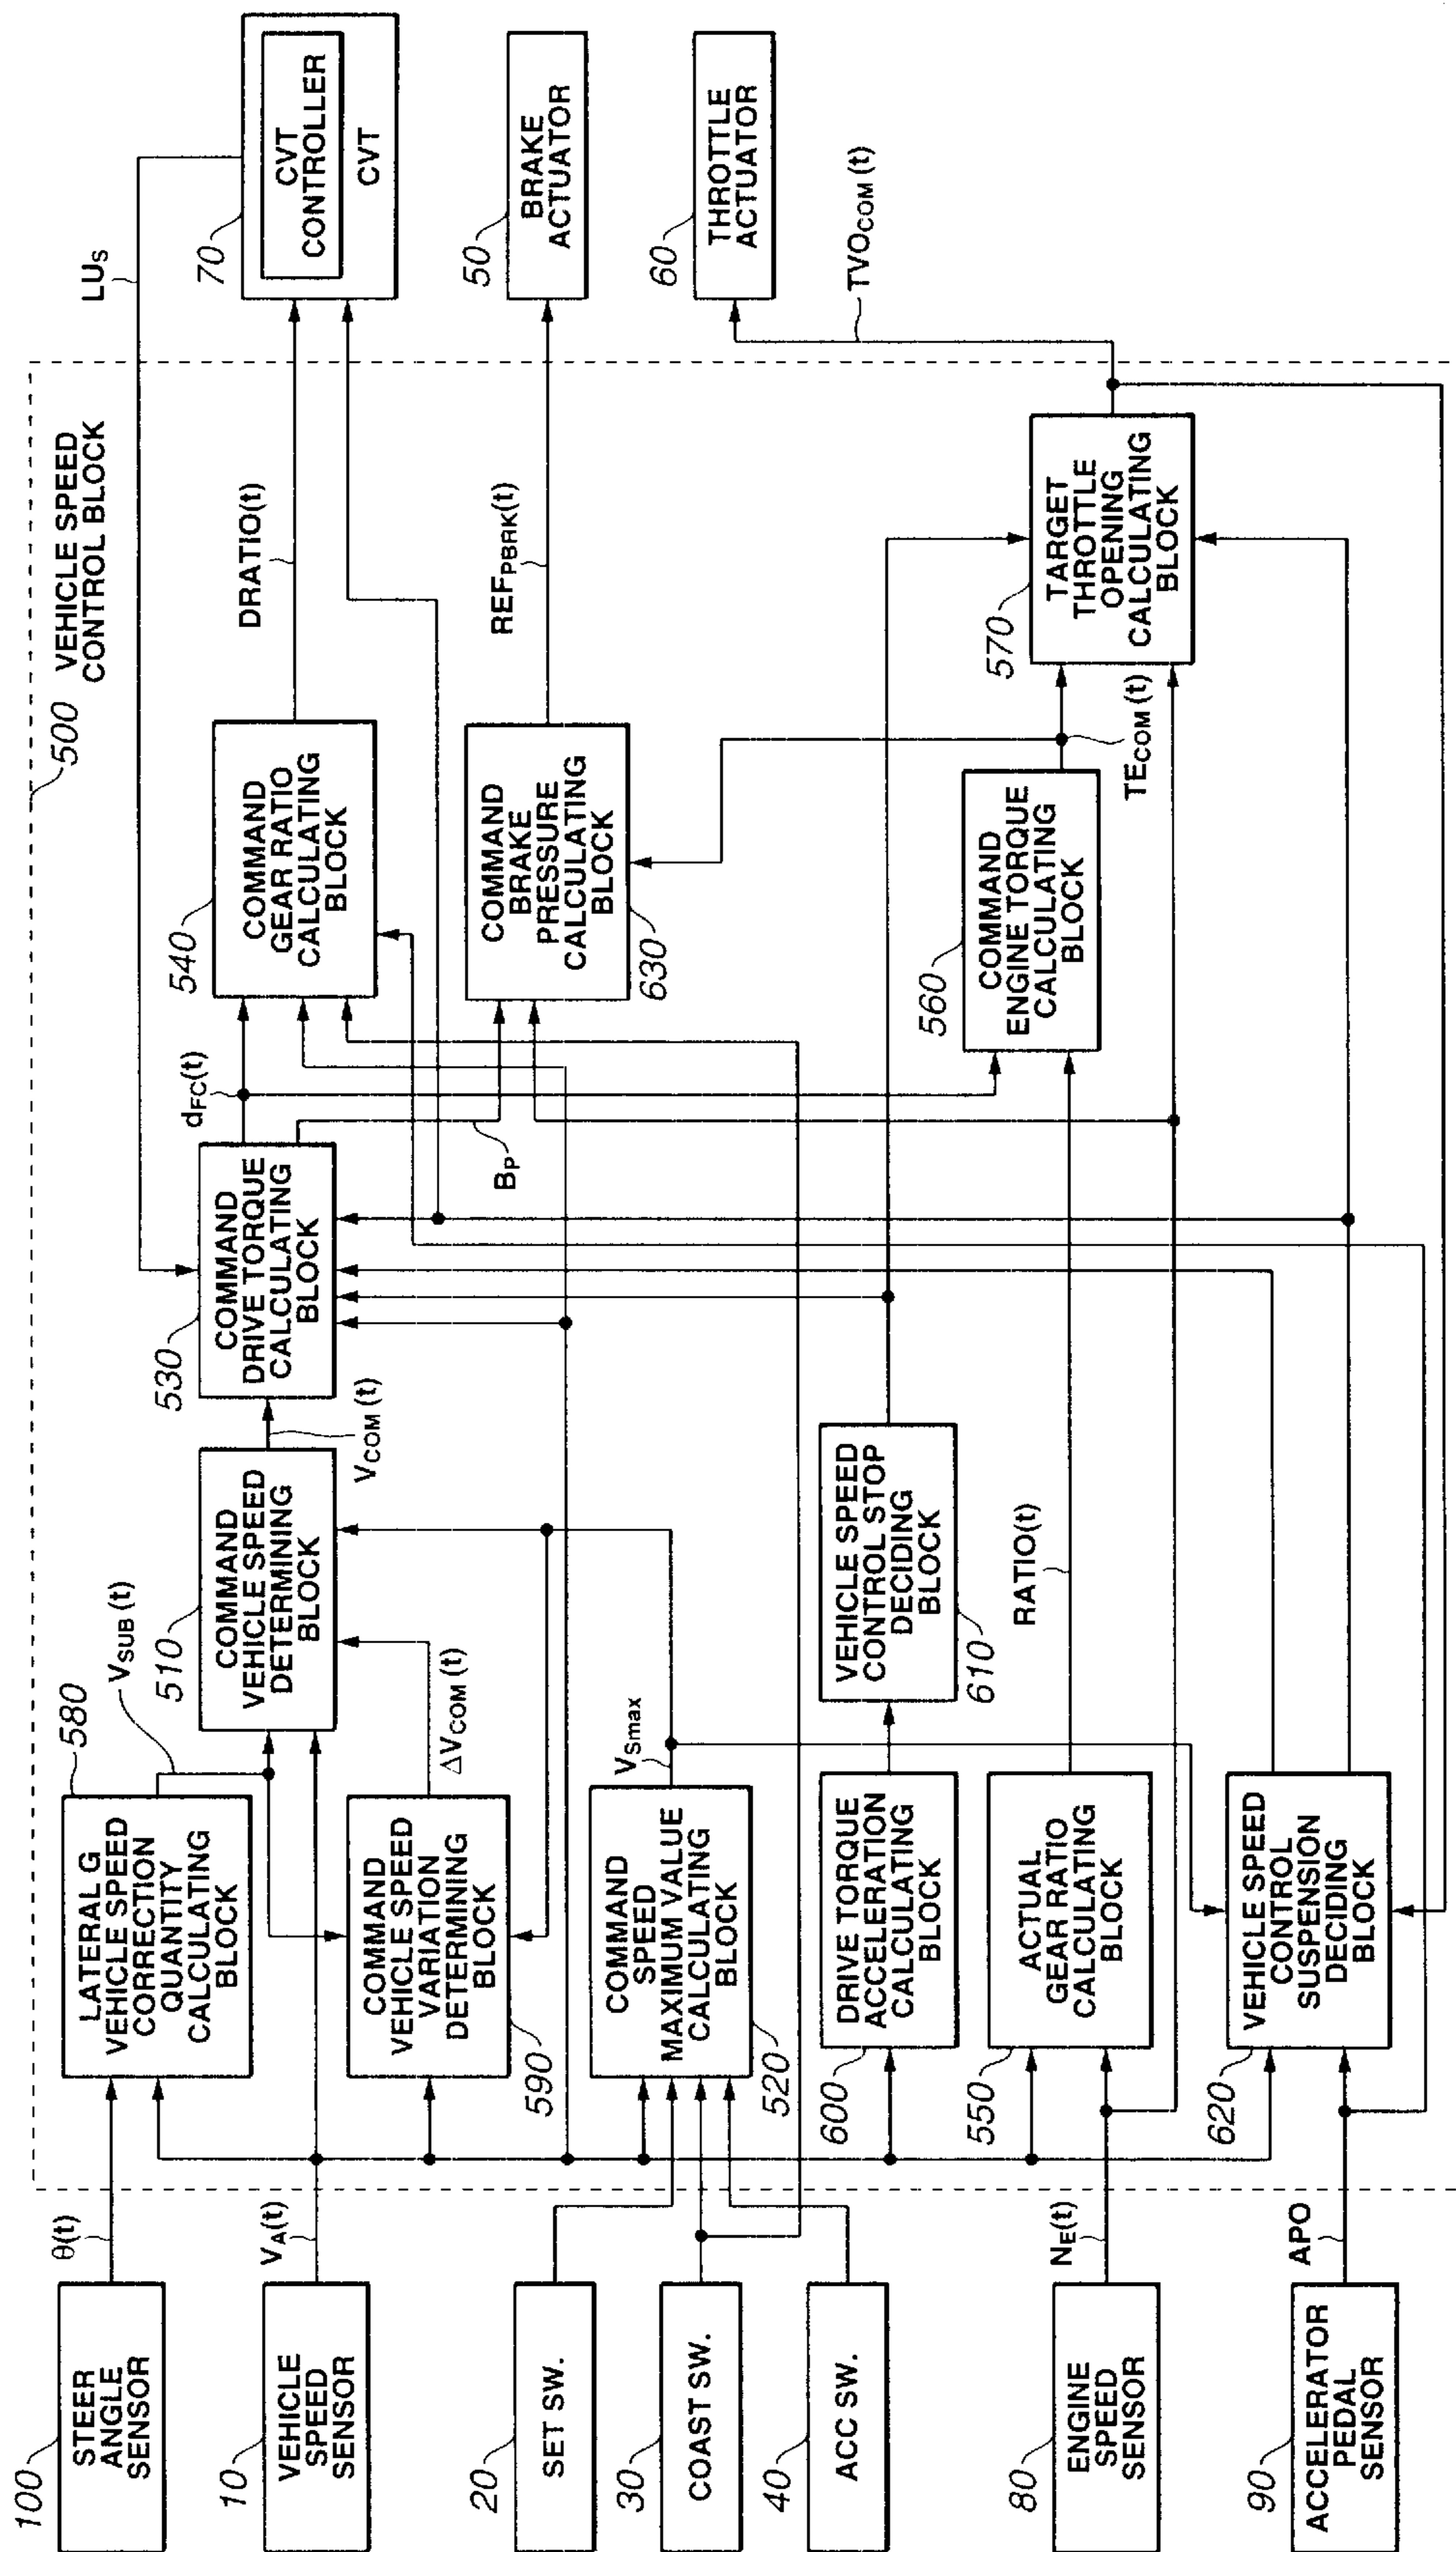 500
VEHICLE SPEED
CONTROL BLOCK
100
STEER
ANGLE
SENSOR
θ(t)
10
VEHICLE
SPEED
SENSOR
VA(t)
20
SET SW.
30
COAST SW.
40
ACC SW.
80
ENGINE
SPEED
SENSOR
NE(t)
90
ACCELERATOR
PEDAL
SENSOR
APO
580
LATERAL G
VEHICLE SPEED
CORRECTION
QUANTITY
CALCULATING
BLOCK
VSUB(t)
590
COMMAND
VEHICLE SPEED
VARIATION
DETERMINING
BLOCK
ΔVCOM(t)
520
COMMAND
SPEED
MAXIMUM VALUE
CALCULATING
BLOCK
VSmax
600
DRIVE TORQUE
ACCELERATION
CALCULATING
BLOCK
550
ACTUAL
GEAR RATIO
CALCULATING
BLOCK
RATIO(t)
620
VEHICLE SPEED
CONTROL
SUSPENSION
DECIDING
BLOCK
510
COMMAND
VEHICLE SPEED
DETERMINING
BLOCK
VCOM(t)
610
VEHICLE SPEED
CONTROL STOP
DECIDING
BLOCK
530
COMMAND
DRIVE TORQUE
CALCULATING
BLOCK
dFC(t)
BP
540
COMMAND
GEAR RATIO
CALCULATING
BLOCK
DRATIO(t)
630
COMMAND
BRAKE
PRESSURE
CALCULATING
BLOCK
REFPBRK(t)
560
COMMAND
ENGINE TORQUE
CALCULATING
BLOCK
TECOM(t)
570
TARGET
THROTTLE
OPENING
CALCULATING
BLOCK
TVOCOM(t)
LUS
70
CVT
CONTROLLER
CVT
50
BRAKE
ACTUATOR
60
THROTTLE
ACTUATOR